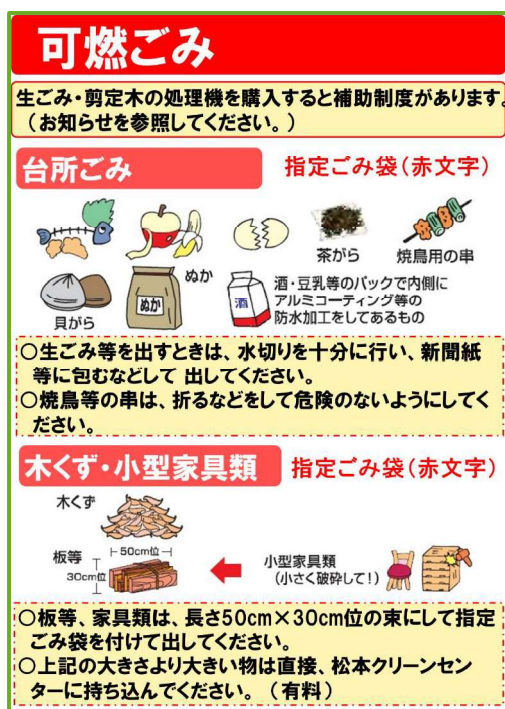 可燃ごみ
生ごみ・剪定木の処理機を購入すると補助制度があります。
（お知らせを参照してください。）
台所ごみ
指定ごみ袋（赤文字）
茶がら
焼鳥用の串
貝がら
ぬか
ぬか
酒
酒・豆乳等のパックで内側に
アルミコーティング等の
防水加工をしてあるもの
○生ごみ等を出すときは、水切りを十分に行い、新聞紙
等に包むなどして 出してください。
○焼鳥等の串は、折るなどをして危険のないようにしてく
ださい。
木くず・小型家具類
指定ごみ袋（赤文字）
木くず
板等
50cm位
30cm位
小型家具類
（小さく破砕して！）
○板等、家具類は、長さ50cm×30cm位の束にして指定
ごみ袋を付けて出してください。
○上記の大きさより大きい物は直接、松本クリーンセン
ターに持ち込んでください。（有料）